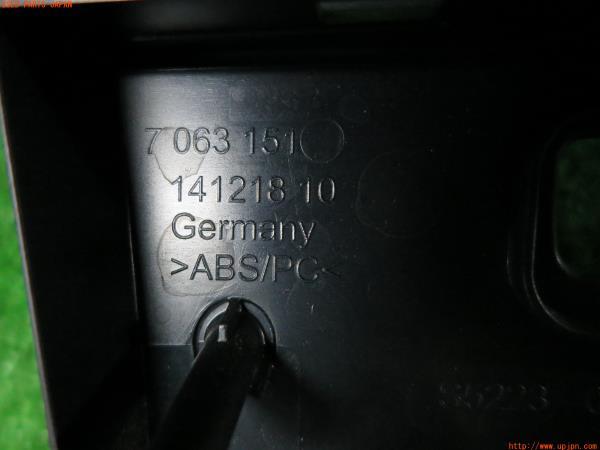 7 063 151
141218 10
Germany
>ABS/PC<
http://www.upjpn.com/